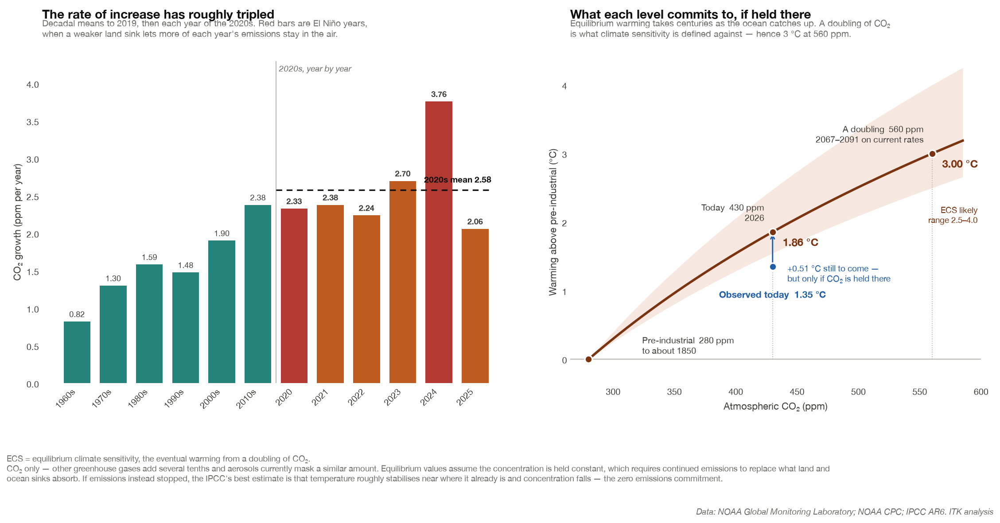 The rate of increase has roughly tripled
Decadal means to 2019, then each year of the 2020s. Red bars are El Niño years,
when a weaker land sink lets more of each year's emissions stay in the air.
2020s, year by year
CO₂ growth (ppm per year)
4.0
3.5
3.0
2.5
2.0
1.5
1.0
0.5
0.0
0.82
1.30
1.59
1.48
1.90
2.38
2.33
2.38
2.24
2.70
3.76
2.06
2020s mean 2.58
1960s
1970s
1980s
1990s
2000s
2010s
2020
2021
2022
2023
2024
2025
What each level commits to, if held there
Equilibrium warming takes centuries as the ocean catches up. A doubling of CO₂
is what climate sensitivity is defined against — hence 3 °C at 560 ppm.
Warming above pre-industrial (°C)
4
3
2
1
0
A doubling 560 ppm
2067–2091 on current rates
3.00 °C
Today 430 ppm
2026
1.86 °C
ECS likely
range 2.5–4.0
+0.51 °C still to come —
but only if CO₂ is held there
Observed today 1.35 °C
Pre-industrial 280 ppm
to about 1850
300
350
400
450
500
550
600
Atmospheric CO₂ (ppm)
ECS = equilibrium climate sensitivity, the eventual warming from a doubling of CO₂.
CO₂ only — other greenhouse gases add several tenths and aerosols currently mask a similar amount. Equilibrium values assume the concentration is held constant, which requires continued emissions to replace what land and
ocean sinks absorb. If emissions instead stopped, the IPCC's best estimate is that temperature roughly stabilises near where it already is and concentration falls — the zero emissions commitment.
Data: NOAA Global Monitoring Laboratory; NOAA CPC; IPCC AR6. ITK analysis